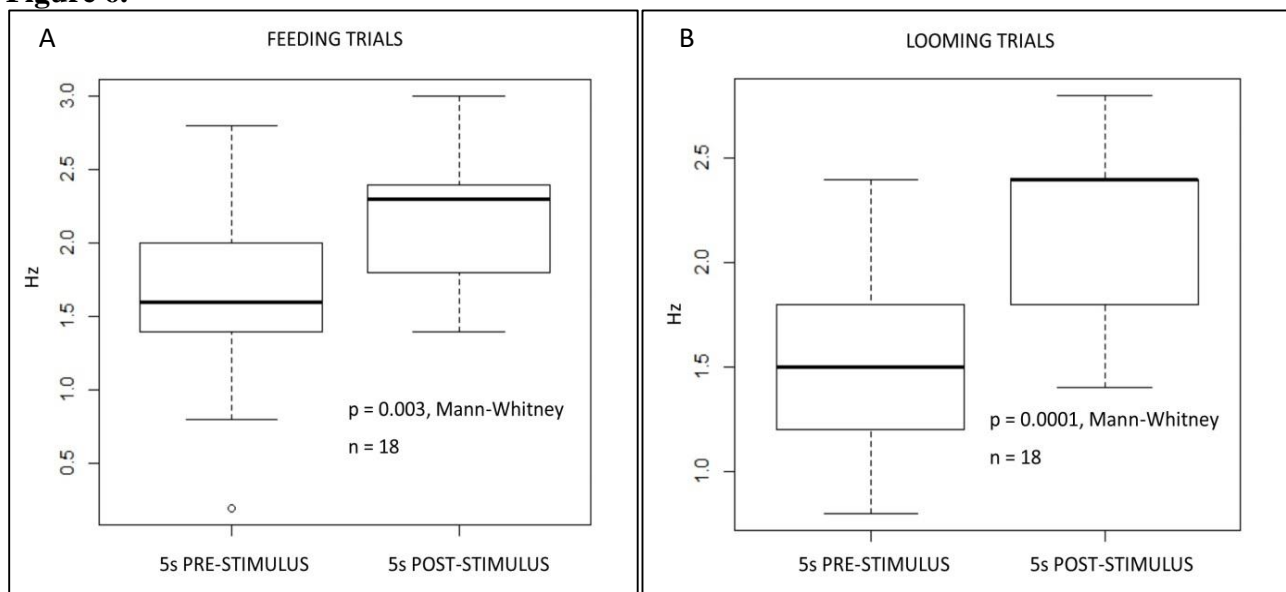 Figure
A
FEEDING TRIALS
3.0
2.5
2.0
1.5
1.0
0.5
Hz
p = 0.003, Mann-Whitney
n = 18
5s PRE-STIMULUS
5s POST-STIMULUS
B
LOOMING TRIALS
2.5
2.0
1.5
1.0
Hz
p = 0.0001, Mann-Whitney
n = 18
5s PRE-STIMULUS
5s POST-STIMULUS